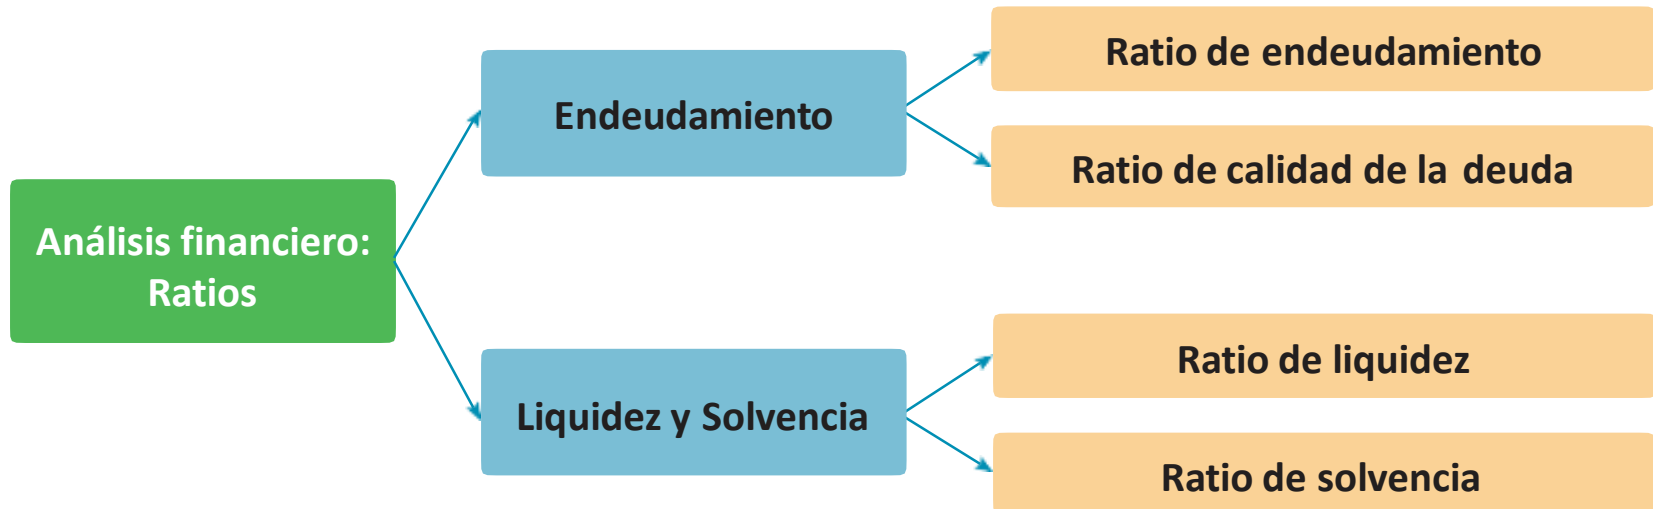 Análisis financiero:
Ratios
Endeudamiento
Ratio de endeudamiento
Ratio de calidad de la deuda
Liquidez y Solvencia
Ratio de liquidez
Ratio de solvencia